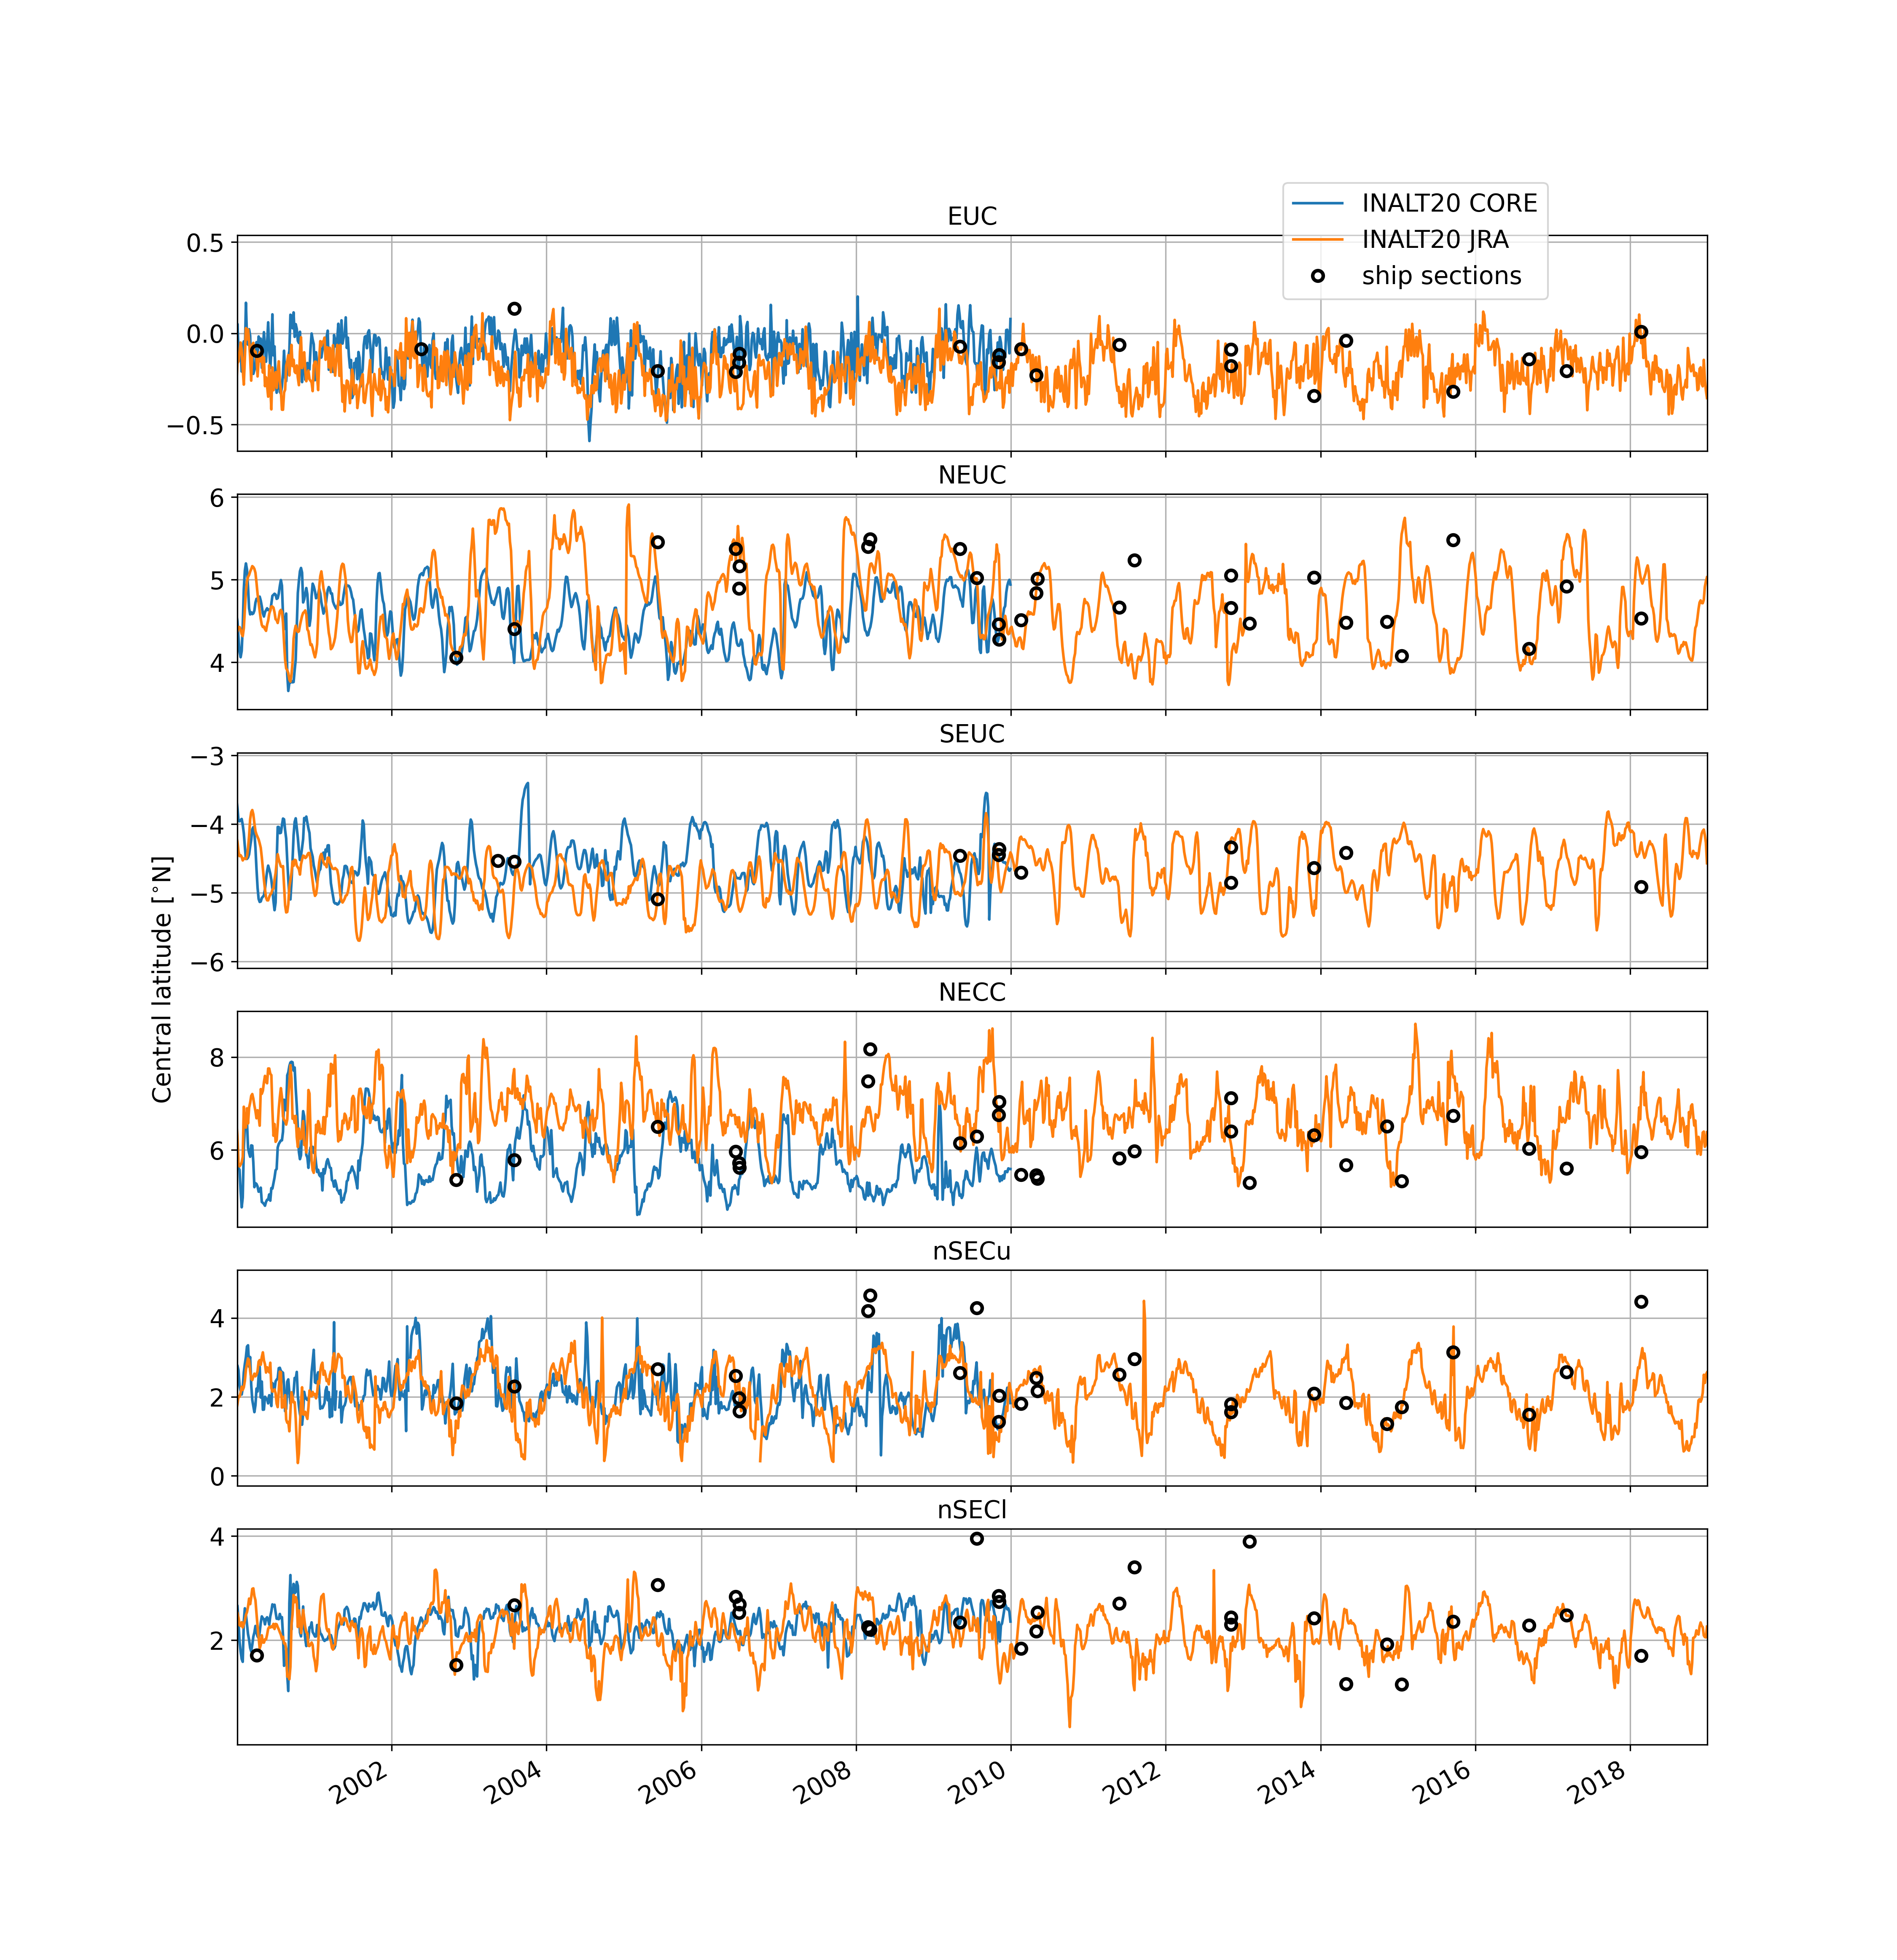 INALT20 CORE
INALT20 JRA
ship sections
EUC
0.5
0.0
−0.5
NEUC
6
5
4
SEUC
−3
−4
−5
−6
Central latitude [°N]
NECC
8
6
nSECu
4
2
0
nSECl
4
2
2002 2004 2006 2008 2010 2012 2014 2016 2018